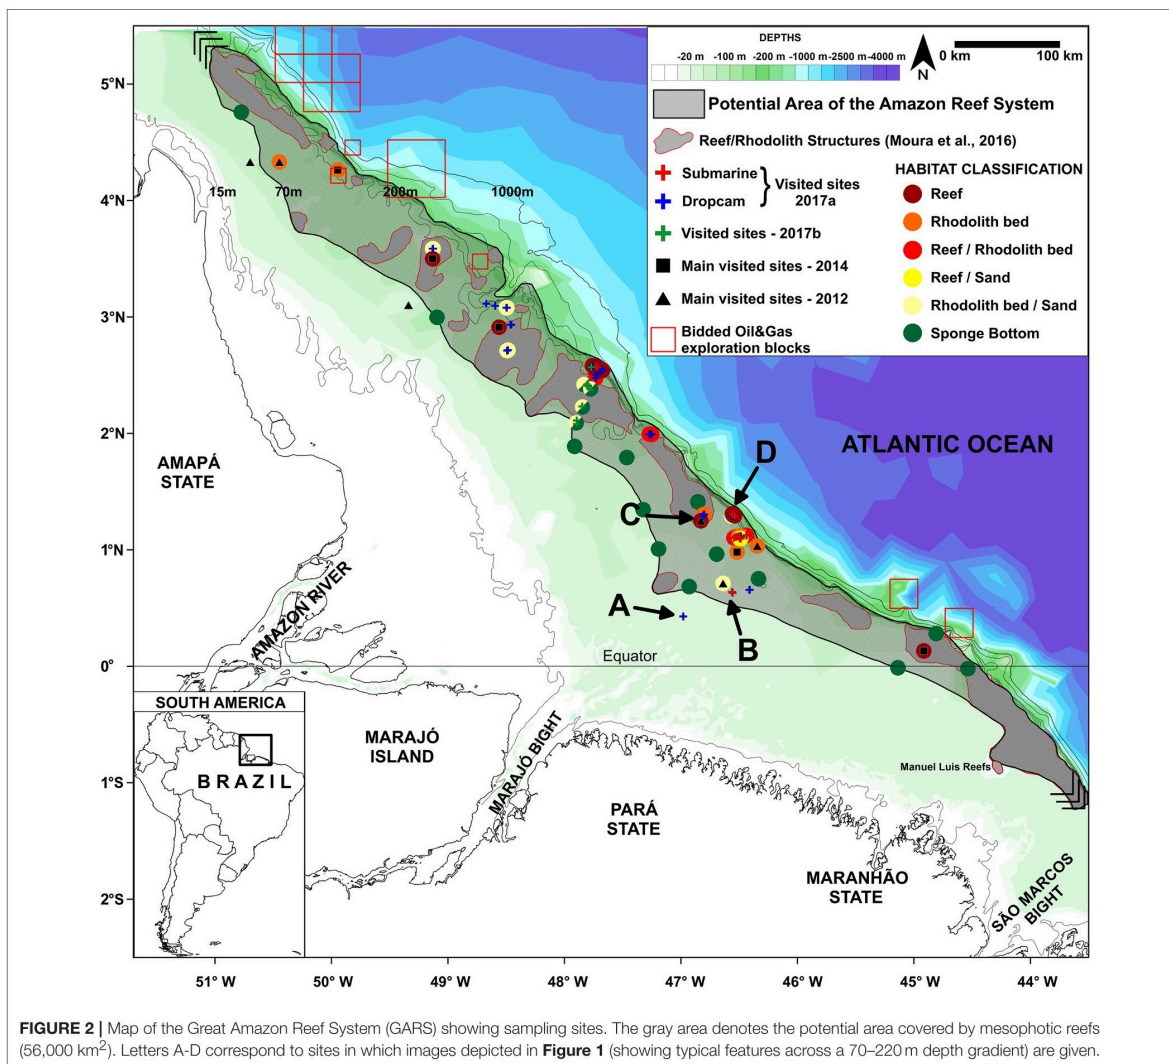 DEPTHS
-20 m -100 m -200 m -1000 m -2500 m -4000 m
N
0 km 100 km
Potential Area of the Amazon Reef System
Reef/Rhodolith Structures (Moura et al., 2016)
Submarine
Dropcam
Visited sites
2017a
Visited sites - 2017b
Main visited sites - 2014
Main visited sites - 2012
Bidded Oil&Gas
exploration blocks
HABITAT CLASSIFICATION
Reef
Rhodolith bed
Reef / Rhodolith bed
Reef / Sand
Rhodolith bed / Sand
Sponge Bottom
5°N
4°N
3°N
2°N
1°N
0°
1°S
2°S
15m 70m 200m 1000m
ATLANTIC OCEAN
AMAPÁ
STATE
D
C
A
B
AMAZON RIVER
Equator
SOUTH AMERICA
BRAZIL
MARAJÓ
ISLAND
MARAJÓ BIGHT
PARÁ
STATE
Manuel Luis Reefs
MARANHÃO
STATE
SÃO MARCOS
BIGHT
51° W 50° W 49° W 48° W 47° W 46° W 45° W 44° W
FIGURE 2 | Map of the Great Amazon Reef System (GARS) showing sampling sites. The gray area denotes the potential area covered by mesophotic reefs
(56,000 km²). Letters A-D correspond to sites in which images depicted in Figure 1 (showing typical features across a 70–220 m depth gradient) are given.